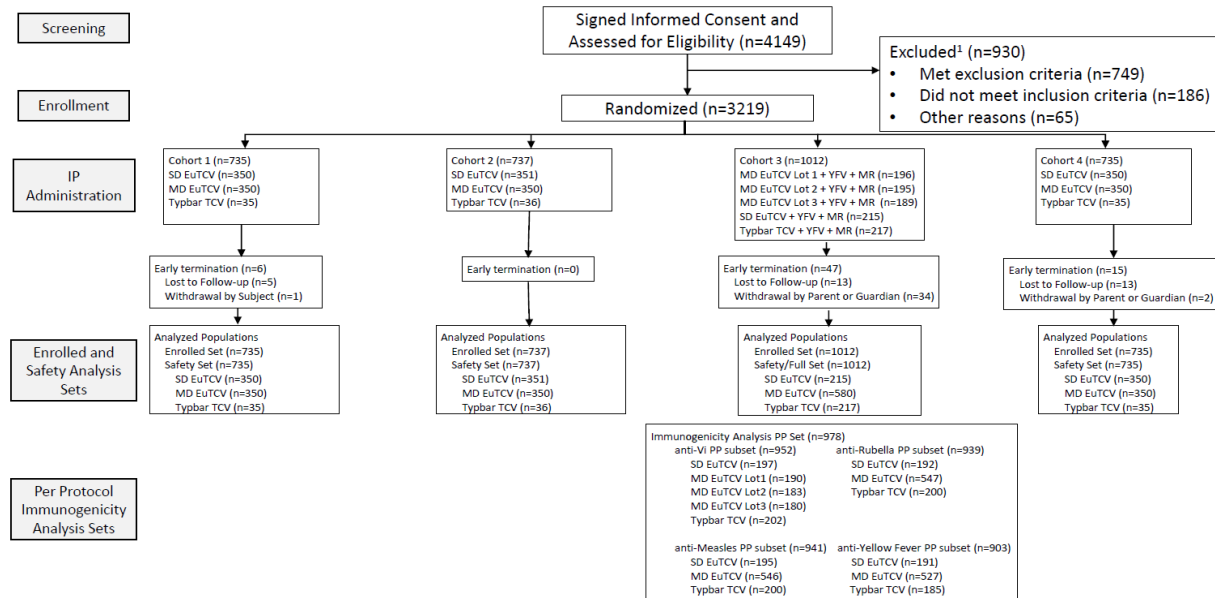 Screening
Signed Informed Consent and
Assessed for Eligibility (n=4149)
Excluded¹ (n=930)
• Met exclusion criteria (n=749)
• Did not meet inclusion criteria (n=186)
• Other reasons (n=65)
Enrollment
Randomized (n=3219)
IP
Administration
Cohort 1 (n=735)
SD EuTCV (n=350)
MD EuTCV (n=350)
Typbar TCV (n=35)
Cohort 2 (n=737)
SD EuTCV (n=351)
MD EuTCV (n=350)
Typbar TCV (n=36)
Cohort 3 (n=1012)
MD EuTCV Lot 1 + YFV + MR (n=196)
MD EuTCV Lot 2 + YFV + MR (n=195)
MD EuTCV Lot 3 + YFV + MR (n=189)
SD EuTCV + YFV + MR (n=215)
Typbar TCV + YFV + MR (n=217)
Cohort 4 (n=735)
SD EuTCV (n=350)
MD EuTCV (n=350)
Typbar TCV (n=35)
Early termination (n=6)
Lost to Follow-up (n=5)
Withdrawal by Subject (n=1)
Early termination (n=0)
Early termination (n=47)
Lost to Follow-up (n=13)
Withdrawal by Parent or Guardian (n=34)
Early termination (n=15)
Lost to Follow-up (n=13)
Withdrawal by Parent or Guardian (n=2)
Enrolled and
Safety Analysis
Sets
Analyzed Populations
Enrolled Set (n=735)
Safety Set (n=735)
SD EuTCV (n=350)
MD EuTCV (n=350)
Typbar TCV (n=35)
Analyzed Populations
Enrolled Set (n=737)
Safety Set (n=737)
SD EuTCV (n=351)
MD EuTCV (n=350)
Typbar TCV (n=36)
Analyzed Populations
Enrolled Set (n=1012)
Safety/Full Set (n=1012)
SD EuTCV (n=215)
MD EuTCV (n=580)
Typbar TCV (n=217)
Analyzed Populations
Enrolled Set (n=735)
Safety Set (n=735)
SD EuTCV (n=350)
MD EuTCV (n=350)
Typbar TCV (n=35)
Per Protocol
Immunogenicity
Analysis Sets
Immunogenicity Analysis PP Set (n=978)
anti-Vi PP subset (n=952)
SD EuTCV (n=197)
MD EuTCV Lot1 (n=190)
MD EuTCV Lot2 (n=183)
MD EuTCV Lot3 (n=180)
Typbar TCV (n=202)
anti-Rubella PP subset (n=939)
SD EuTCV (n=192)
MD EuTCV (n=547)
Typbar TCV (n=200)
anti-Measles PP subset (n=941)
SD EuTCV (n=195)
MD EuTCV (n=546)
Typbar TCV (n=200)
anti-Yellow Fever PP subset (n=903)
SD EuTCV (n=191)
MD EuTCV (n=527)
Typbar TCV (n=185)